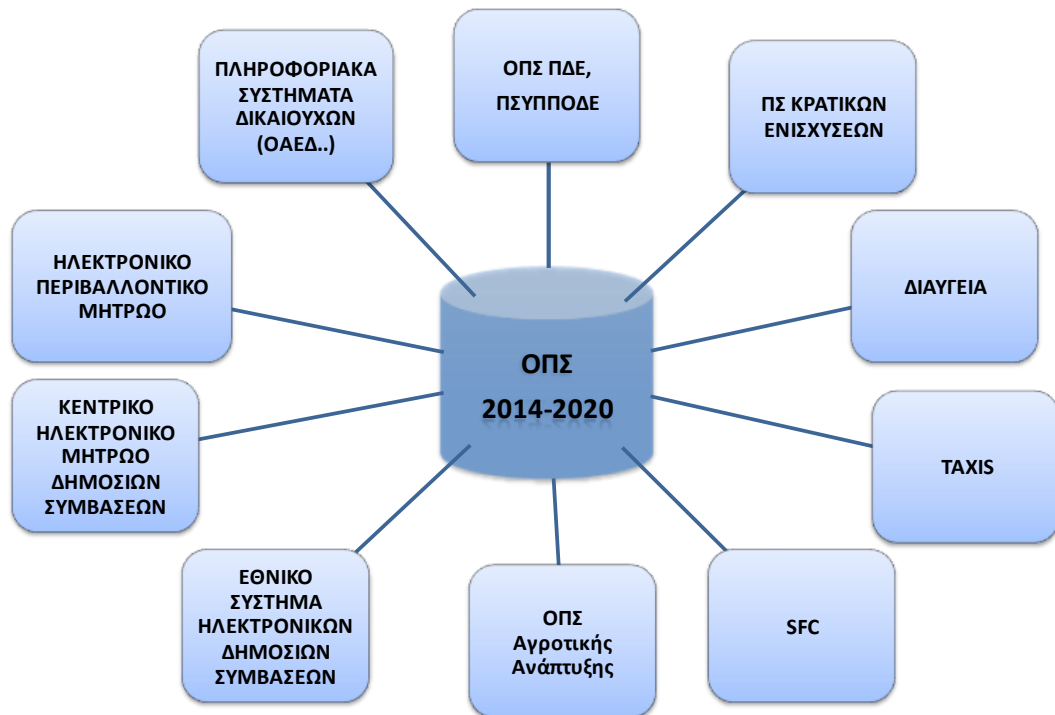 ΠΛΗΡΟΦΟΡΙΑΚΑ
ΣΥΣΤΗΜΑΤΑ
ΔΙΚΑΙΟΥΧΩΝ
(ΟΑΕΔ..)
ΟΠΣ ΠΔΕ,
ΠΣΥΠΠΟΔΕ
ΠΣ ΚΡΑΤΙΚΩΝ
ΕΝΙΣΧΥΣΕΩΝ
ΗΛΕΚΤΡΟΝΙΚΟ
ΠΕΡΙΒΑΛΛΟΝΤΙΚΟ
ΜΗΤΡΩΟ
ΔΙΑΥΓΕΙΑ
ΟΠΣ
2014-2020
ΚΕΝΤΡΙΚΟ
ΗΛΕΚΤΡΟΝΙΚΟ
ΜΗΤΡΩΟ
ΔΗΜΟΣΙΩΝ
ΣΥΜΒΑΣΕΩΝ
TAXIS
ΕΘΝΙΚΟ
ΣΥΣΤΗΜΑ
ΗΛΕΚΤΡΟΝΙΚΩΝ
ΔΗΜΟΣΙΩΝ
ΣΥΜΒΑΣΕΩΝ
ΟΠΣ
Αγροτικής
Ανάπτυξης
SFC